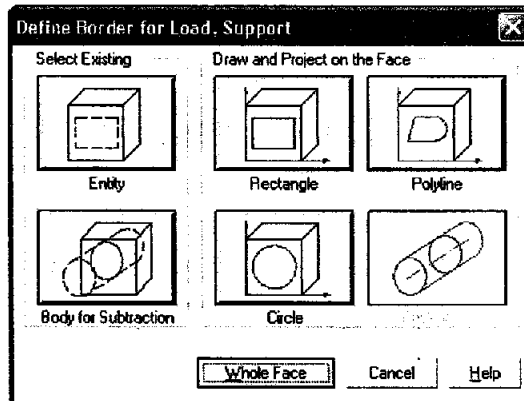 Define Border for Load, Support
Select Existing
Draw and Project on the Face
Entity
Rectangle
Polyline
Body for Subtraction
Circle
Whole Face
Cancel
Help